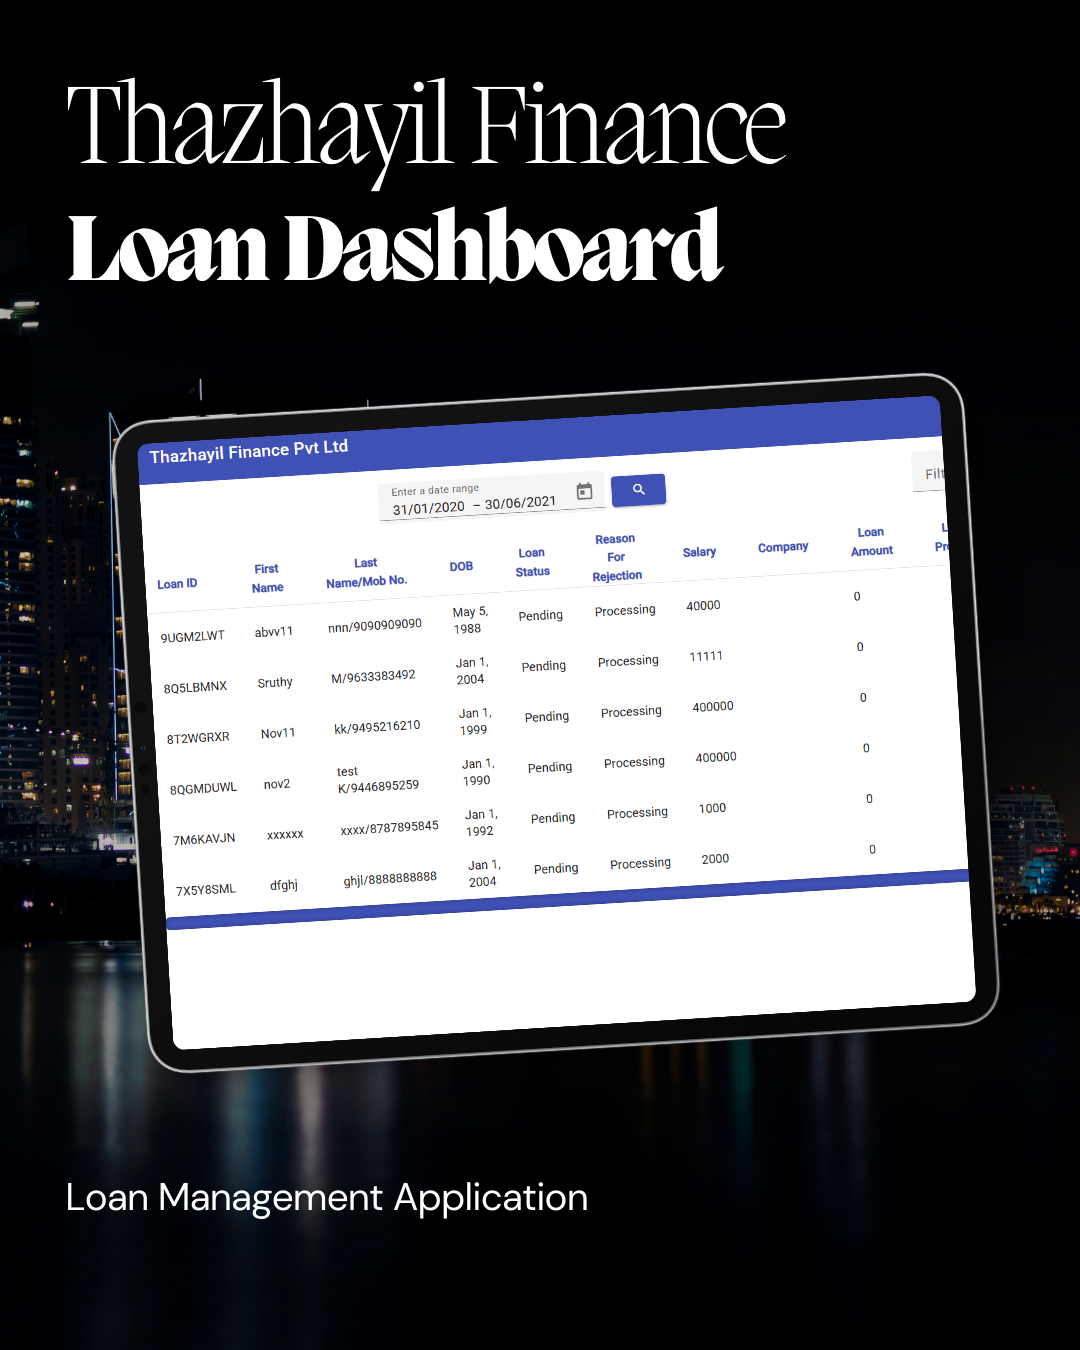 Thazhayil Finance
Loan Dashboard
Thazhayil Finance Pvt Ltd
Enter a date range
31/01/2020 – 30/06/2021
Filt
Loan ID First Name Last Name/Mob No. DOB Loan Status Reason For Rejection Salary Company Loan Amount L Pr
9UGM2LWT abvv11 nnn/9090909090 May 5, 1988 Pending Processing 40000 0
8Q5LBMNX Sruthy M/9633383492 Jan 1, 2004 Pending Processing 11111 0
8T2WGRXR Nov11 kk/9495216210 Jan 1, 1999 Pending Processing 400000 0
8QGMDUWL nov2 test K/9446895259 Jan 1, 1990 Pending Processing 400000 0
7M6KAVJN xxxxxx xxxx/8787895845 Jan 1, 1992 Pending Processing 1000 0
7X5Y8SML dfghj ghjl/8888888888 Jan 1, 2004 Pending Processing 2000 0
Loan Management Application